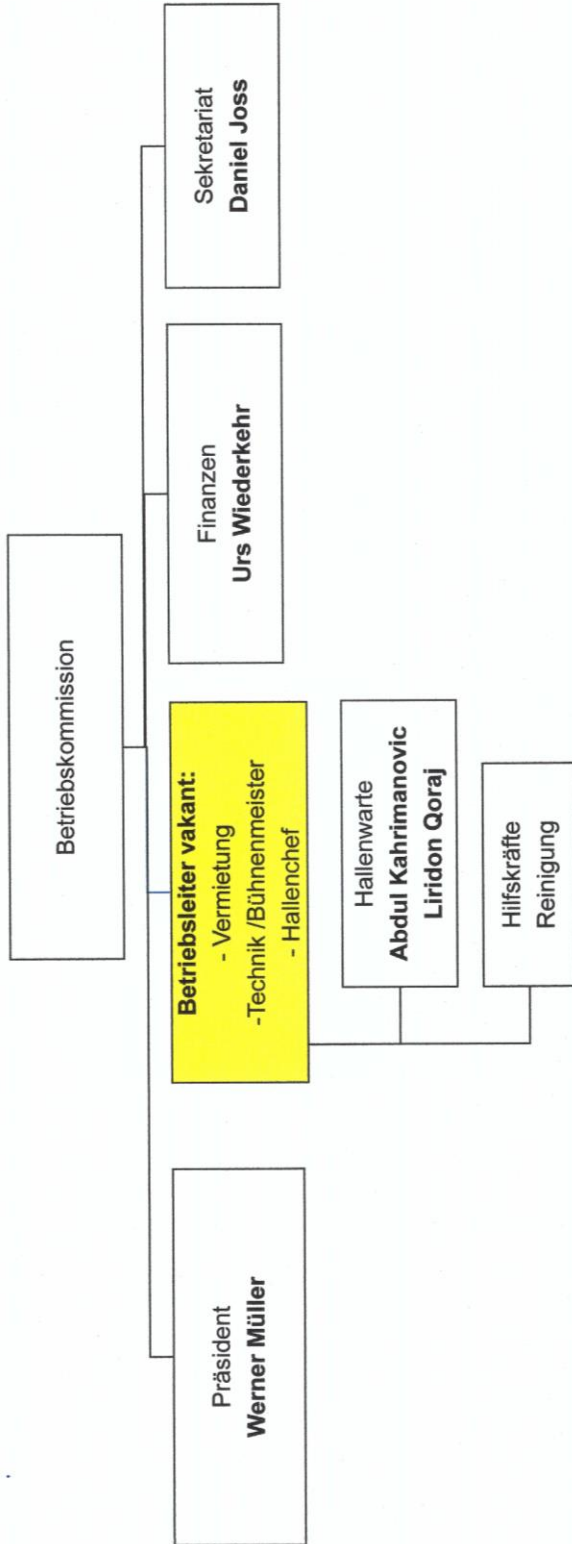 Betriebskommission
Präsident
Werner Müller
Betriebsleiter vakant:
- Vermietung
-Technik /Bühnenmeister
- Hallenchef
Finanzen
Urs Wiederkehr
Sekretariat
Daniel Joss
Hallenwarte
Abdul Kahrimanovic
Liridon Qoraj
Hilfskräfte
Reinigung